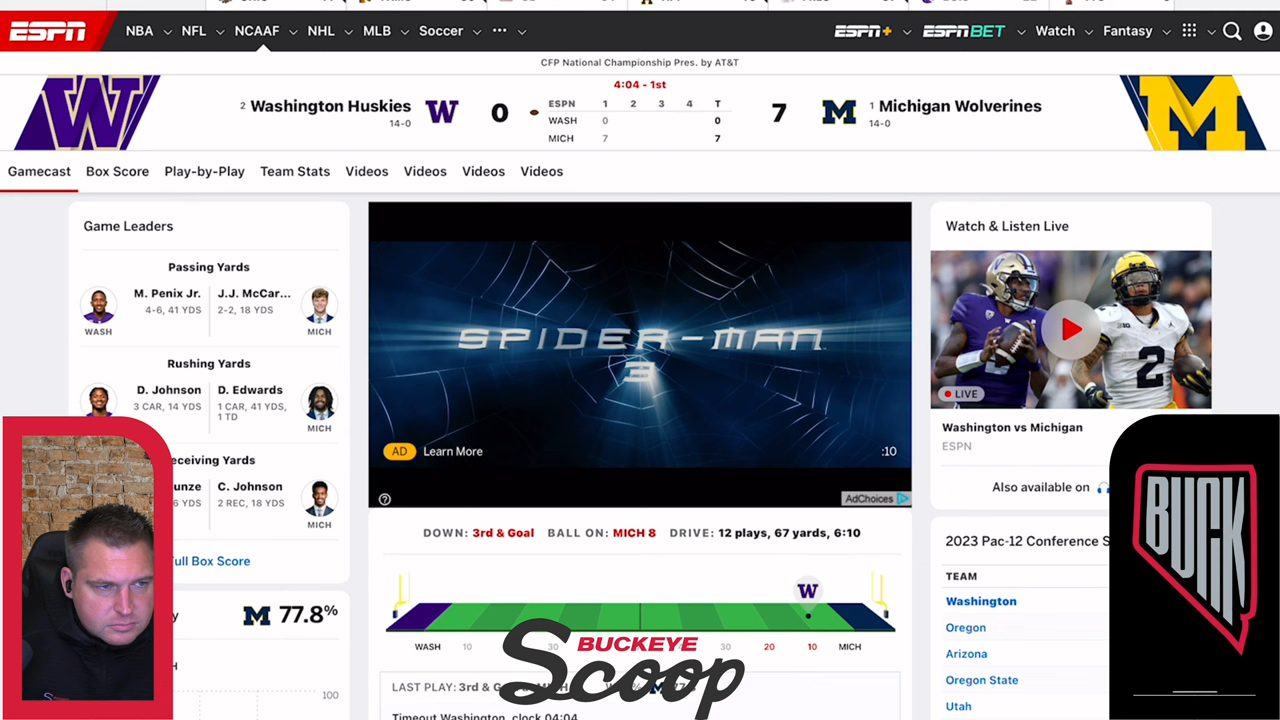 ESPN NBA NFL NCAAF NHL MLB Soccer ••• ESPN+ ESPN BET Watch Fantasy
CFP National Championship Pres. by AT&T
4:04 - 1st
2 Washington Huskies W 0
14-0
ESPN 1 2 3 4 T
WASH 0 0
MICH 7 7
7 M 1 Michigan Wolverines
14-0
W
M
Gamecast Box Score Play-by-Play Team Stats Videos Videos Videos Videos
Game Leaders
Passing Yards
M. Penix Jr. J.J. McCar...
4-6, 41 YDS 2-2, 18 YDS
WASH MICH
Rushing Yards
D. Johnson D. Edwards
3 CAR, 14 YDS 1 CAR, 41 YDS,
1 TD
MICH
eceiving Yards
unze C. Johnson
6 YDS 2 REC, 18 YDS
MICH
ull Box Score
y M 77.8%
H
100
SPIDER-MAN
3
AD Learn More :10
AdChoices
DOWN: 3rd & Goal BALL ON: MICH 8 DRIVE: 12 plays, 67 yards, 6:10
W
WASH 10 30 30 20 10 MICH
BUCKEYE
Scoop
LAST PLAY: 3rd & G
Timeout Washington, clock 04:04
Watch & Listen Live
2
LIVE
Washington vs Michigan
ESPN
Also available on
2023 Pac-12 Conference S
TEAM
Washington
Oregon
Arizona
Oregon State
Utah
BUCK